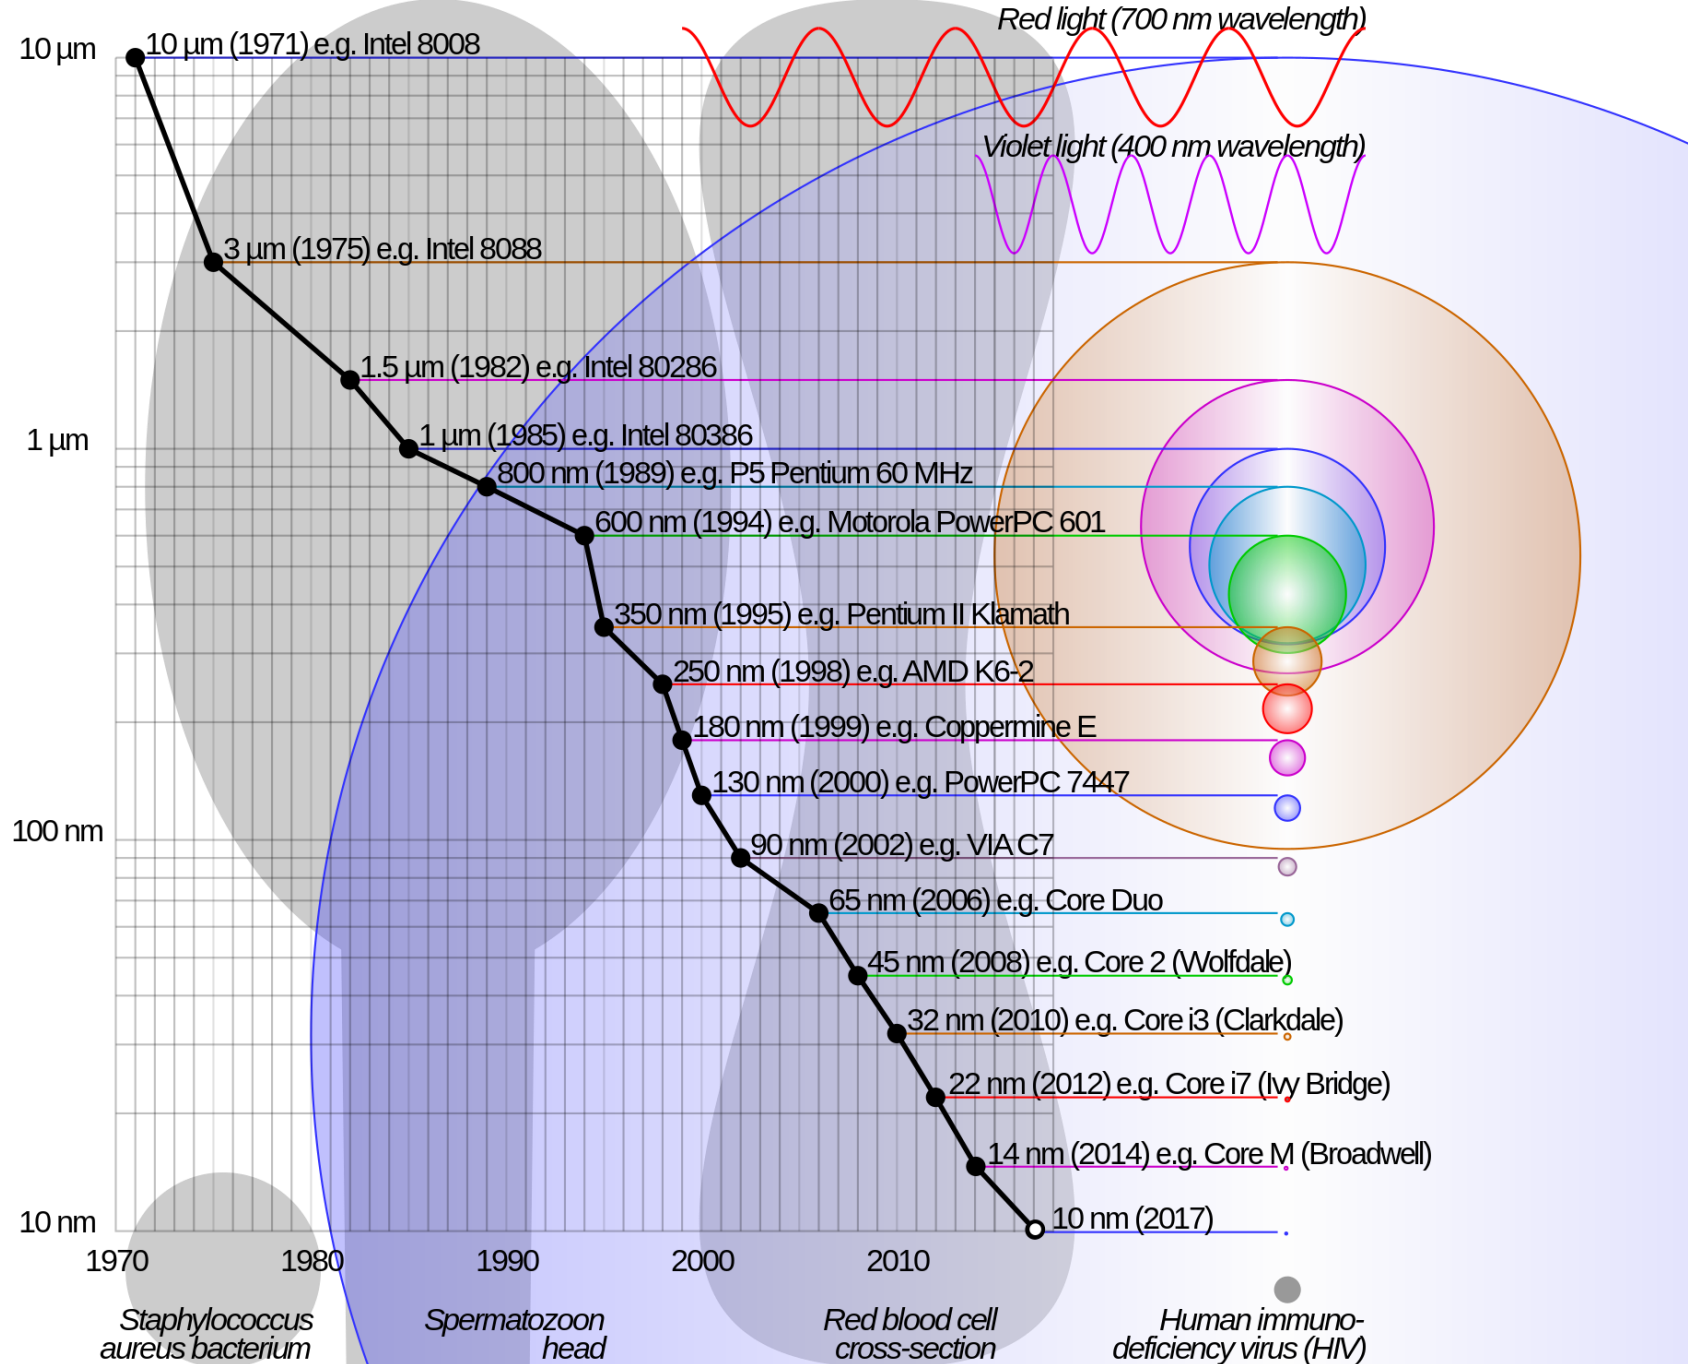 Red light (700 nm wavelength)
10 µm
10 µm (1971) e.g. Intel 8008
Violet light (400 nm wavelength)
3 µm (1975) e.g. Intel 8088
1.5 µm (1982) e.g. Intel 80286
1 µm
1 µm (1985) e.g. Intel 80386
800 nm (1989) e.g. P5 Pentium 60 MHz
600 nm (1994) e.g. Motorola PowerPC 601
350 nm (1995) e.g. Pentium II Klamath
250 nm (1998) e.g. AMD K6-2
180 nm (1999) e.g. Coppermine E
130 nm (2000) e.g. PowerPC 7447
100 nm
90 nm (2002) e.g. VIA C7
65 nm (2006) e.g. Core Duo
45 nm (2008) e.g. Core 2 (Wolfdale)
32 nm (2010) e.g. Core i3 (Clarkdale)
22 nm (2012) e.g. Core i7 (Ivy Bridge)
14 nm (2014) e.g. Core M (Broadwell)
10 nm
10 nm (2017)
1970 1980 1990 2000 2010
Staphylococcus
aureus bacterium
Spermatozoon
head
Red blood cell
cross-section
Human immuno-
deficiency virus (HIV)